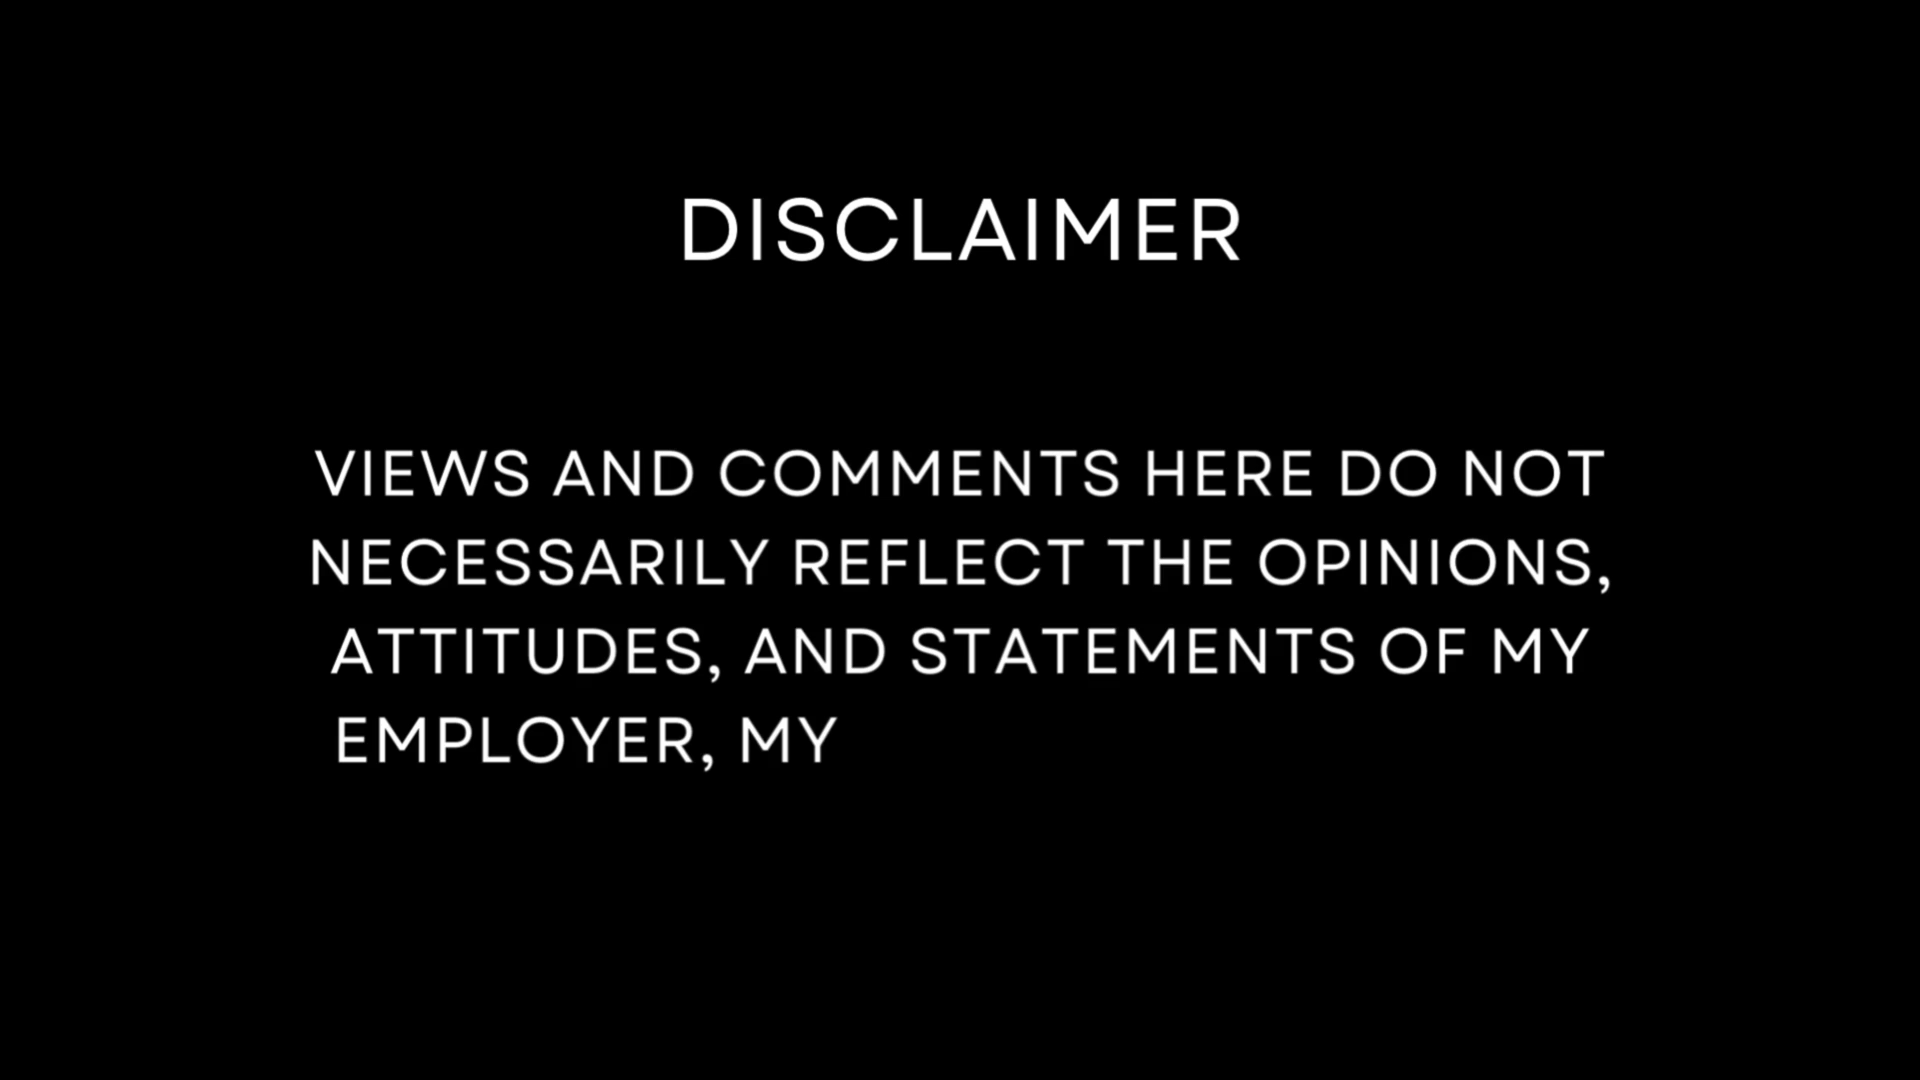 DISCLAIMER
VIEWS AND COMMENTS HERE DO NOT
NECESSARILY REFLECT THE OPINIONS,
ATTITUDES, AND STATEMENTS OF MY
EMPLOYER, MY